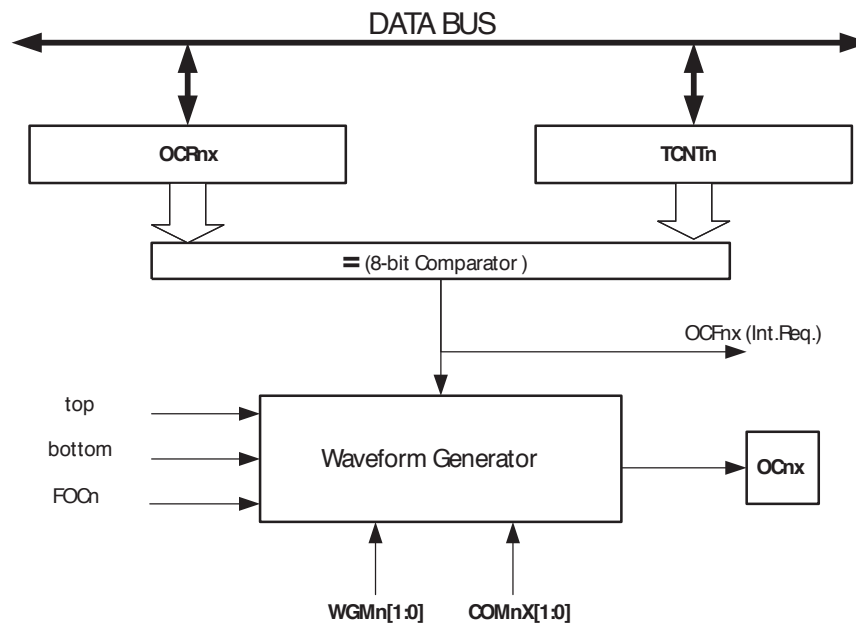 DATA BUS
OCRnx
TCNTn
= (8-bit Comparator )
OCFnx (Int.Req.)
top
bottom
FOCn
Waveform Generator
OCnx
WGMn[1:0]
COMnX[1:0]